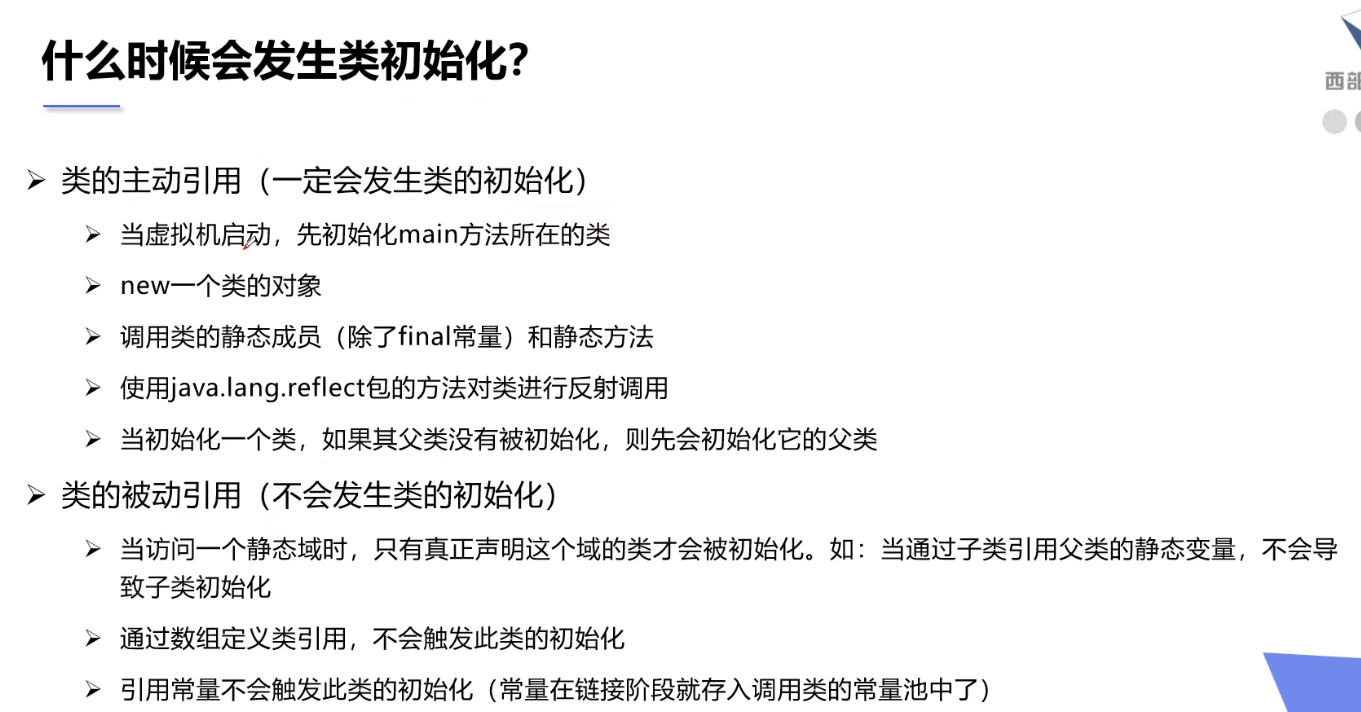 什么时候会发生类初始化?
西部
类的主动引用（一定会发生类的初始化）
当虚拟机启动，先初始化main方法所在的类
new一个类的对象
调用类的静态成员（除了final常量）和静态方法
使用java.lang.reflect包的方法对类进行反射调用
当初始化一个类，如果其父类没有被初始化，则先会初始化它的父类
类的被动引用（不会发生类的初始化）
当访问一个静态域时，只有真正声明这个域的类才会被初始化。如：当通过子类引用父类的静态变量，不会导
致子类初始化
通过数组定义类引用，不会触发此类的初始化
引用常量不会触发此类的初始化（常量在链接阶段就存入调用类的常量池中了）